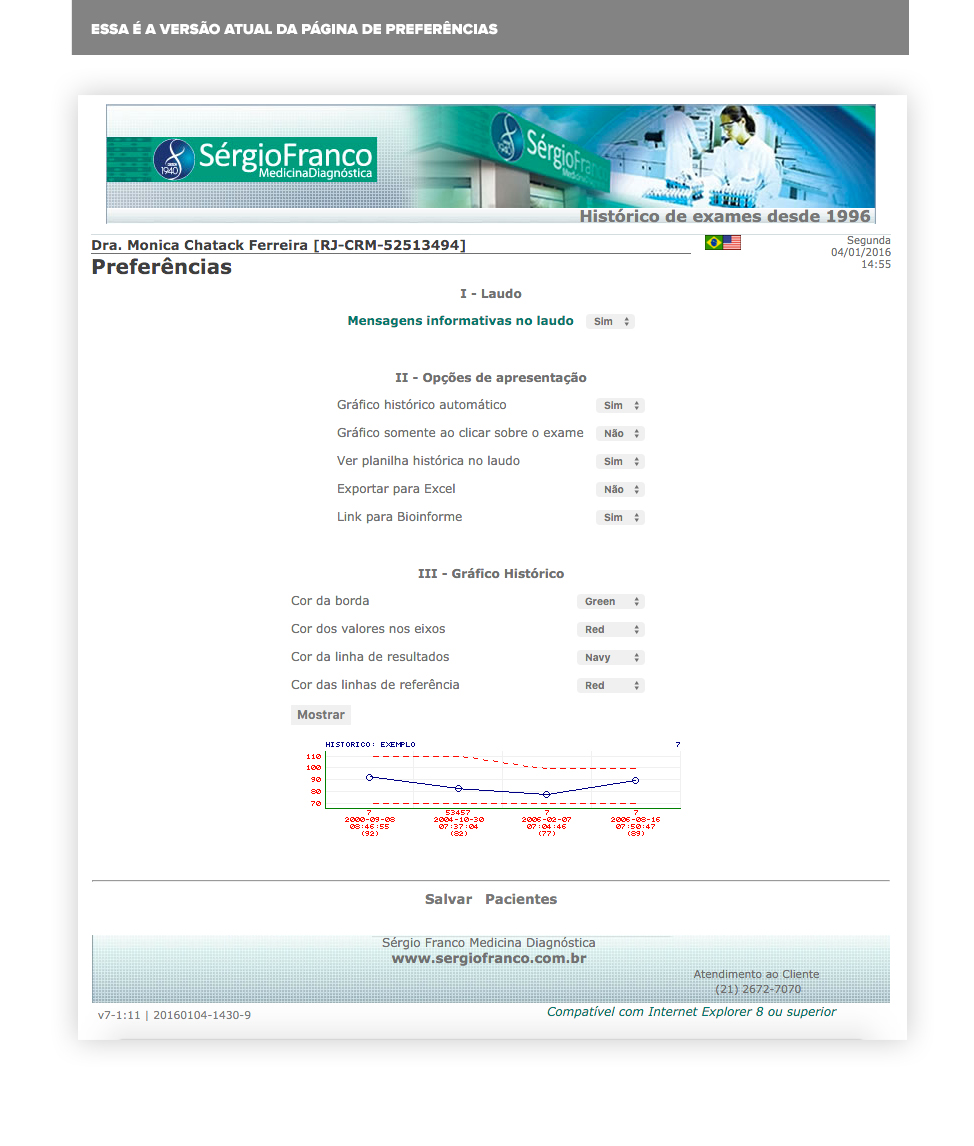 ESSA É A VERSÃO ATUAL DA PÁGINA DE PREFERÊNCIAS
DESDE
1940
SérgioFranco
MedicinaDiagnóstica
1940
SérgioFran
Medicina
Histórico de exames desde 1996
Dra. Monica Chatack Ferreira [RJ-CRM-52513494]
Segunda
04/01/2016
14:55
Preferências
I - Laudo
Mensagens informativas no laudo Sim
II - Opções de apresentação
Gráfico histórico automático Sim
Gráfico somente ao clicar sobre o exame Não
Ver planilha histórica no laudo Sim
Exportar para Excel Não
Link para Bioinforme Sim
III - Gráfico Histórico
Cor da borda Green
Cor dos valores nos eixos Red
Cor da linha de resultados Navy
Cor das linhas de referência Red
Mostrar
HISTORICO: EXEMPLO 7
110
100
90
80
70
7 53457 7 7
2000-09-08 2004-10-30 2006-02-07 2006-08-16
08:46:55 07:37:04 07:04:46 07:50:47
(92) (82) (77) (89)
Salvar Pacientes
Sérgio Franco Medicina Diagnóstica
www.sergiofranco.com.br
Atendimento ao Cliente
(21) 2672-7070
v7-1:11 | 20160104-1430-9
Compatível com Internet Explorer 8 ou superior